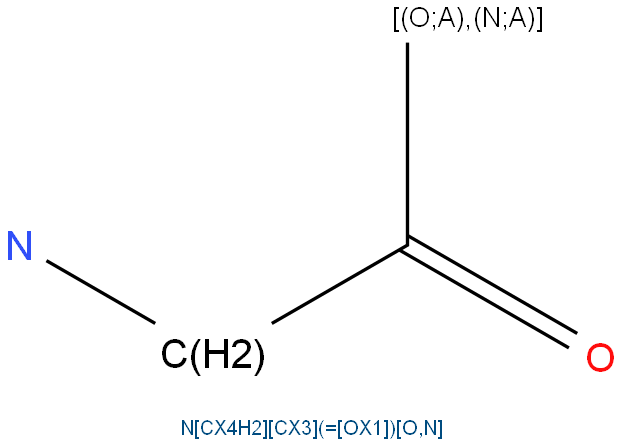 [(O;A),(N;A)]
N
C(H2)
O
N[CX4H2][CX3](=[OX1])[O,N]